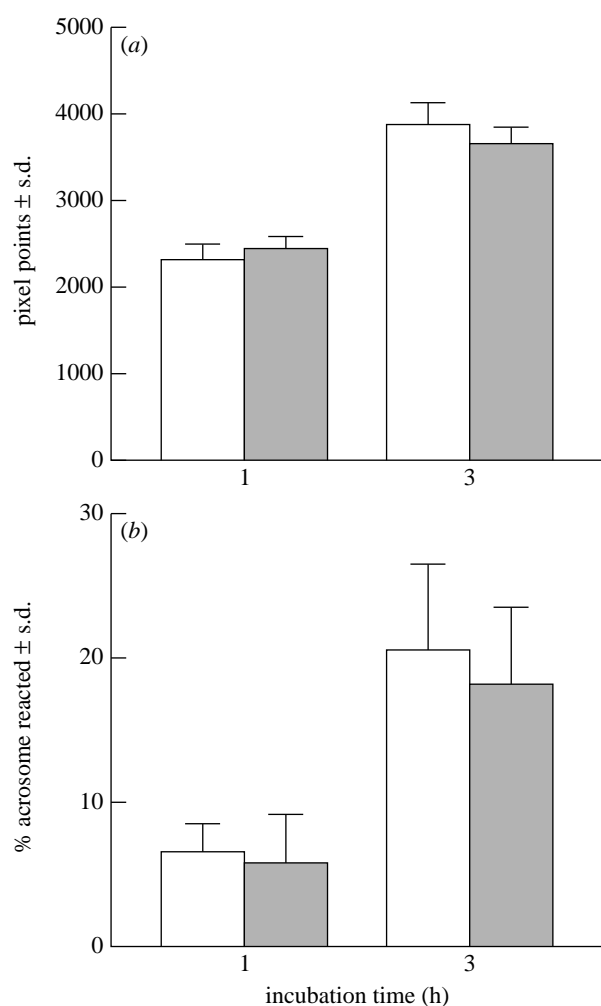 (a)
5000
4000
3000
2000
1000
0
pixel points ± s.d.
1 3
(b)
30
20
10
0
% acrosome reacted ± s.d.
1 3
incubation time (h)